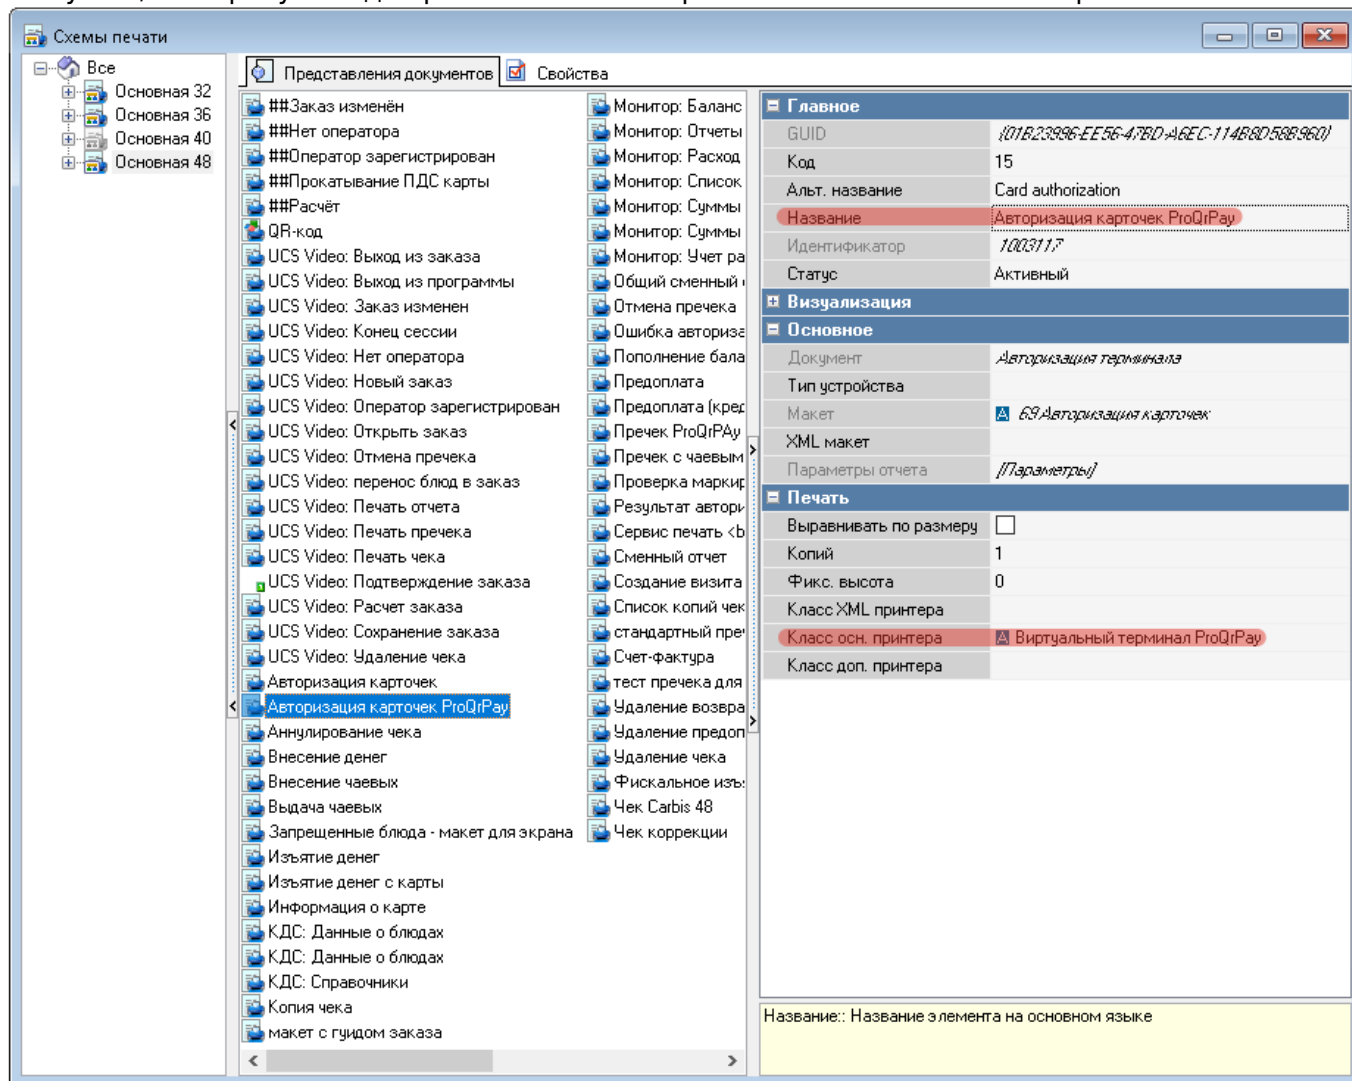 Схемы печати
Все
Основная 32
Основная 36
Основная 40
Основная 48
Представления документов
Свойства
##Заказ изменён
##Нет оператора
##Оператор зарегистрирован
##Прокатывание ПДС карты
##Расчёт
QR-код
UCS Video: Выход из заказа
UCS Video: Выход из программы
UCS Video: Заказ изменен
UCS Video: Конец сессии
UCS Video: Нет оператора
UCS Video: Новый заказ
UCS Video: Оператор зарегистрирован
UCS Video: Открыть заказ
UCS Video: Отмена пречека
UCS Video: перенос блюд в заказ
UCS Video: Печать отчета
UCS Video: Печать пречека
UCS Video: Печать чека
UCS Video: Подтверждение заказа
UCS Video: Расчет заказа
UCS Video: Сохранение заказа
UCS Video: Удаление чека
Авторизация карточек
Авторизация карточек ProQrPay
Аннулирование чека
Внесение денег
Внесение чаевых
Выдача чаевых
Запрещенные блюда - макет для экрана
Изъятие денег
Изъятие денег с карты
Информация о карте
КДС: Данные о блюдах
КДС: Данные о блюдах
КДС: Справочники
Копия чека
макет с гуидом заказа
Монитор: Баланс
Монитор: Отчеты
Монитор: Расход
Монитор: Список
Монитор: Суммы
Монитор: Суммы
Монитор: Учет ра
Общий сменный
Отмена пречека
Ошибка авториза
Пополнение бала
Предоплата
Предоплата (кред
Пречек ProQrPAy
Пречек с чаевым
Проверка маркир
Результат автори
Сервис печать <b
Сменный отчет
Создание визита
Список копий чек
стандартный преч
Счет-фактура
тест пречека для
Удаление возвра
Удаление предоп
Удаление чека
Фискальное изъ
Чек Carbis 48
Чек коррекции
Главное
GUID {01B23996-EE56-47BD-A6EC-114B8D58B960}
Код 15
Альт. название Card authorization
Название Авторизация карточек ProQrPay
Идентификатор 1003117
Статус Активный
Визуализация
Основное
Документ Авторизация терминала
Тип устройства
Макет 69 Авторизация карточек
XML макет
Параметры отчета [Параметры]
Печать
Выравнивать по размеру
Копий 1
Фикс. высота 0
Класс XML принтера
Класс осн. принтера Виртуальный терминал ProQrPay
Класс доп. принтера
Название:: Название элемента на основном языке